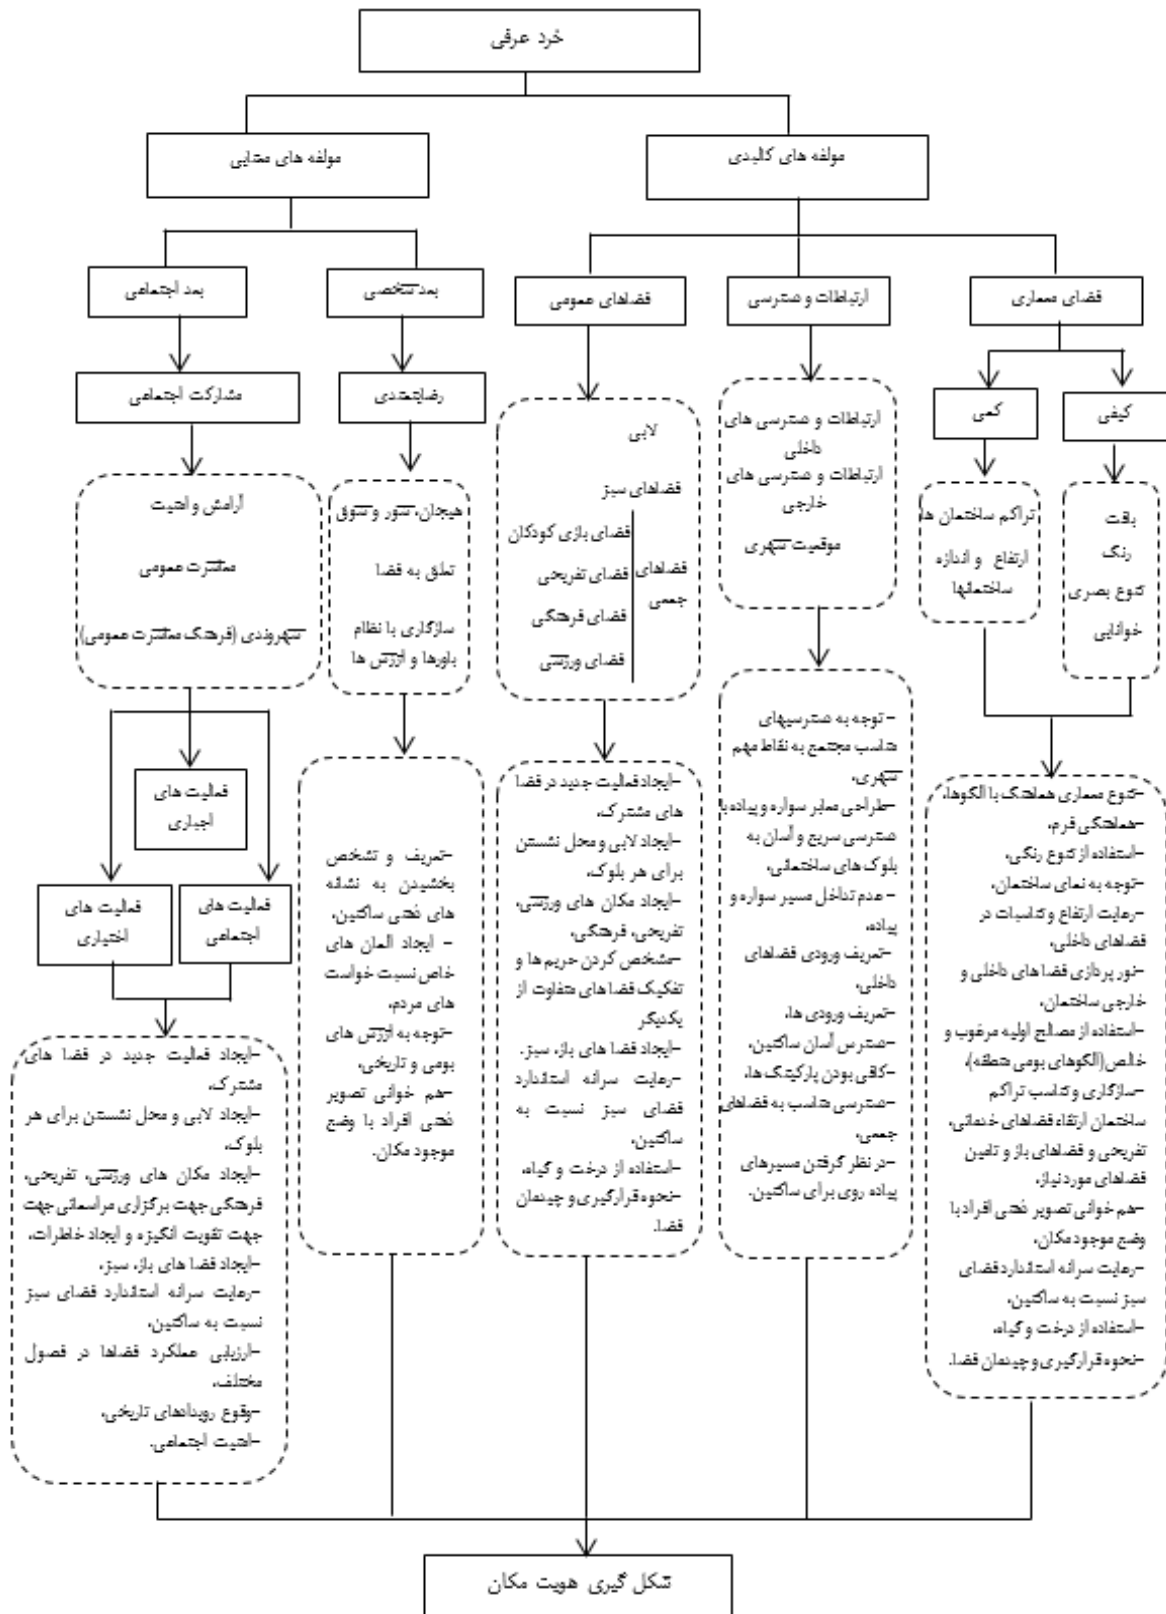 خرد عرفی
مولفه های کالبدی
مولفه های معنایی
فضای معماری
ارتباطات و دسترسی
فضاهای عمومی
بعد شخصی
بعد اجتماعی
کیفی
کمی
ارتباطات و دسترسی های
داخلی
ارتباطات و دسترسی های
خارجی
موقعیت شهری
لابی
فضاهای سبز
فضاهای
جمعی
فضای بازی کودکان
فضای تفریحی
فضای فرهنگی
فضای ورزشی
رضایتمندی
مشارکت اجتماعی
بافت
رنگ
تنوع بصری
خوانایی
تراکم ساختمان ها
ارتفاع و اندازه
ساختمانها
هیجان، شور و شوق
تعلق به فضا
سازگاری با نظام
باورها و ارزش ها
آرامش و امنیت
معاشرت عمومی
شهروندی (فرهنگ معاشرت عمومی)
فعالیت های
اجباری
فعالیت های
اجتماعی
فعالیت های
اختیاری
-تنوع معماری هماهنگ با الگوها،
-هماهنگی فرم،
-استفاده از تنوع رنگی،
-توجه به نمای ساختمان،
-رعایت ارتفاع و تناسبات در
فضاهای داخلی،
-نور پردازی فضا های داخلی و
خارجی ساختمان،
-استفاده از مصالح اولیه مرغوب و
خالص(الگوهای بومی منطقه)،
-سازگاری و تناسب تراکم
ساختمان ارتقاء فضاهای خدماتی،
تفریحی و فضاهای باز و تامین
فضاهای مورد نیاز،
-هم خوانی تصویر ذهنی افراد با
وضع موجود مکان،
-رعایت سرانه استاندارد فضای
سبز نسبت به ساکنین،
-استفاده از درخت و گیاه،
-نحوه قرارگیری و چیدمان فضا.
- توجه به دسترسیهای
مناسب مجتمع به نقاط مهم
شهری،
-طراحی معابر سواره و پیاده با
دسترسی سریع و آسان به
بلوک های ساختمانی،
- عدم تداخل مسیر سواره و
پیاده،
-تعریف ورودی فضاهای
داخلی،
-تعریف ورودی ها،
-دسترس آسان ساکنین،
-کافی بودن پارکینگ ها،
-دسترسی مناسب به فضاهای
جمعی،
-در نظر گرفتن مسیرهای
پیاده روی برای ساکنین.
-ایجاد فعالیت جدید در فضا
های مشترک،
-ایجاد لابی و محل نشستن
برای هر بلوک،
-ایجاد مکان های ورزشی،
تفریحی، فرهنگی،
-مشخص کردن حریم ها و
تفکیک فضا های متفاوت از
یکدیگر
-ایجاد فضا های باز، سبز.
-رعایت سرانه استاندارد
فضای سبز نسبت به
ساکنین،
-استفاده از درخت و گیاه،
-نحوه قرارگیری و چیدمان
فضا.
-تعریف و تشخص
بخشیدن به نشانه
های ذهنی ساکنین،
- ایجاد المان های
خاص نسبت خواست
های مردم،
-توجه به ارزش های
بومی و تاریخی،
-هم خوانی تصویر
ذهنی افراد با وضع
موجود مکان.
-ایجاد فعالیت جدید در فضا های
مشترک،
-ایجاد لابی و محل نشستن برای هر
بلوک،
-ایجاد مکان های ورزشی، تفریحی،
فرهنگی جهت برگزاری مراسماتی جهت
جهت تقویت انگیزه و ایجاد خاطرات،
-ایجاد فضا های باز، سبز،
-رعایت سرانه استاندارد فضای سبز
نسبت به ساکنین،
-ارزیابی عملکرد فضاها در فصول
مختلف،
-وقوع رویدادهای تاریخی،
-امنیت اجتماعی.
شکل گیری هویت مکان